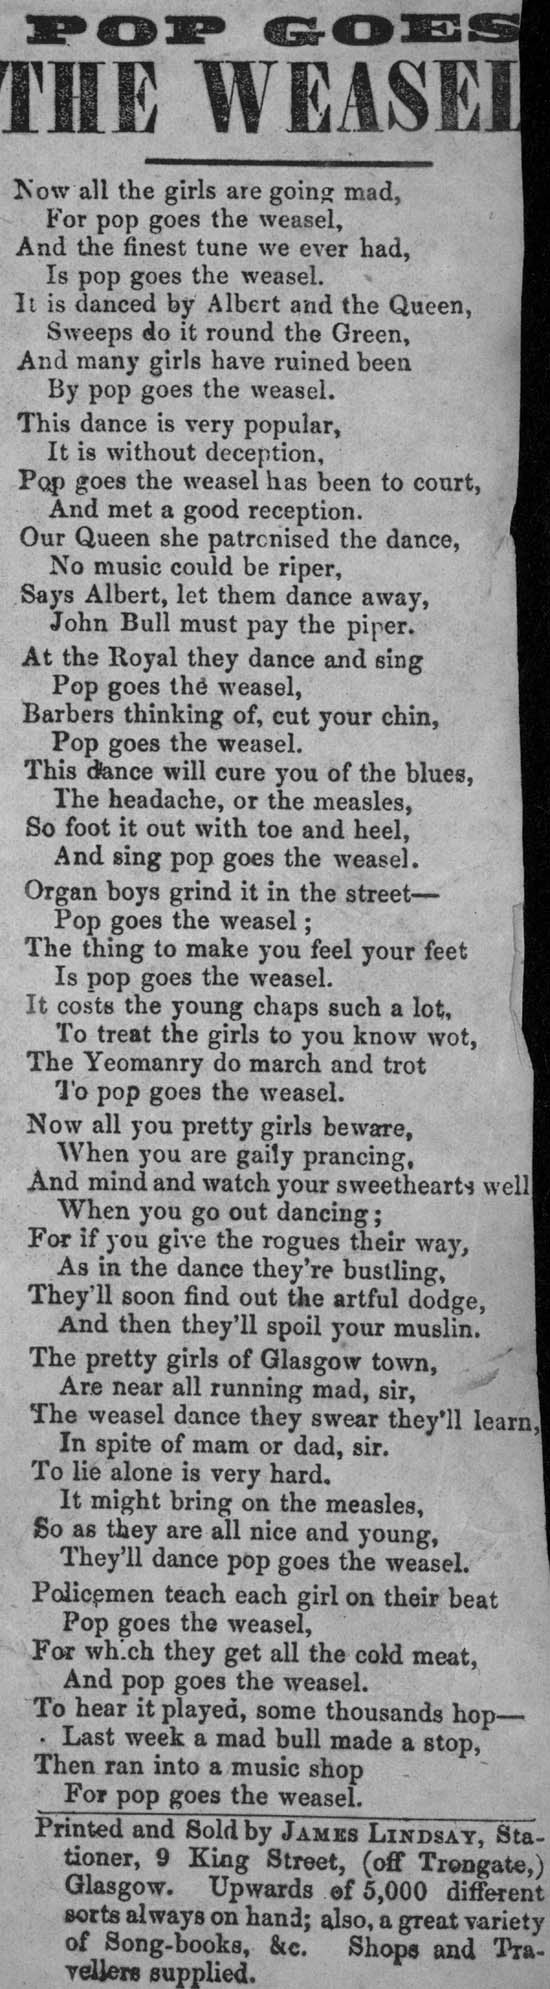 POP GOES
THE WEASEL
Now all the girls are going mad,
For pop goes the weasel,
And the finest tune we ever had,
Is pop goes the weasel.
It is danced by Albert and the Queen,
Sweeps do it round the Green,
And many girls have ruined been
By pop goes the weasel.
This dance is very popular,
It is without deception,
Pop goes the weasel has been to court,
And met a good reception.
Our Queen she patronised the dance,
No music could be riper,
Says Albert, let them dance away,
John Bull must pay the piper.
At the Royal they dance and sing
Pop goes the weasel,
Barbers thinking of, cut your chin,
Pop goes the weasel.
This dance will cure you of the blues,
The headache, or the measles,
So foot it out with toe and heel,
And sing pop goes the weasel.
Organ boys grind it in the street—
Pop goes the weasel;
The thing to make you feel your feet
Is pop goes the weasel.
It costs the young chaps such a lot,
To treat the girls to you know wot,
The Yeomanry do march and trot
To pop goes the weasel.
Now all you pretty girls beware,
When you are gaily prancing,
And mind and watch your sweethearts well
When you go out dancing;
For if you give the rogues their way,
As in the dance they're bustling,
They'll soon find out the artful dodge,
And then they'll spoil your muslin.
The pretty girls of Glasgow town,
Are near all running mad, sir,
The weasel dance they swear they'll learn,
In spite of mam or dad, sir.
To lie alone is very hard.
It might bring on the measles,
So as they are all nice and young,
They'll dance pop goes the weasel.
Policemen teach each girl on their beat
Pop goes the weasel,
For which they get all the cold meat,
And pop goes the weasel.
To hear it played, some thousands hop—
Last week a mad bull made a stop,
Then ran into a music shop
For pop goes the weasel.
Printed and Sold by JAMES LINDSAY, Sta-
tioner, 9 King Street, (off Trongate,)
Glasgow. Upwards of 5,000 different
sorts always on hand; also, a great variety
of Song-books, &c. Shops and Tra-
vellers supplied.